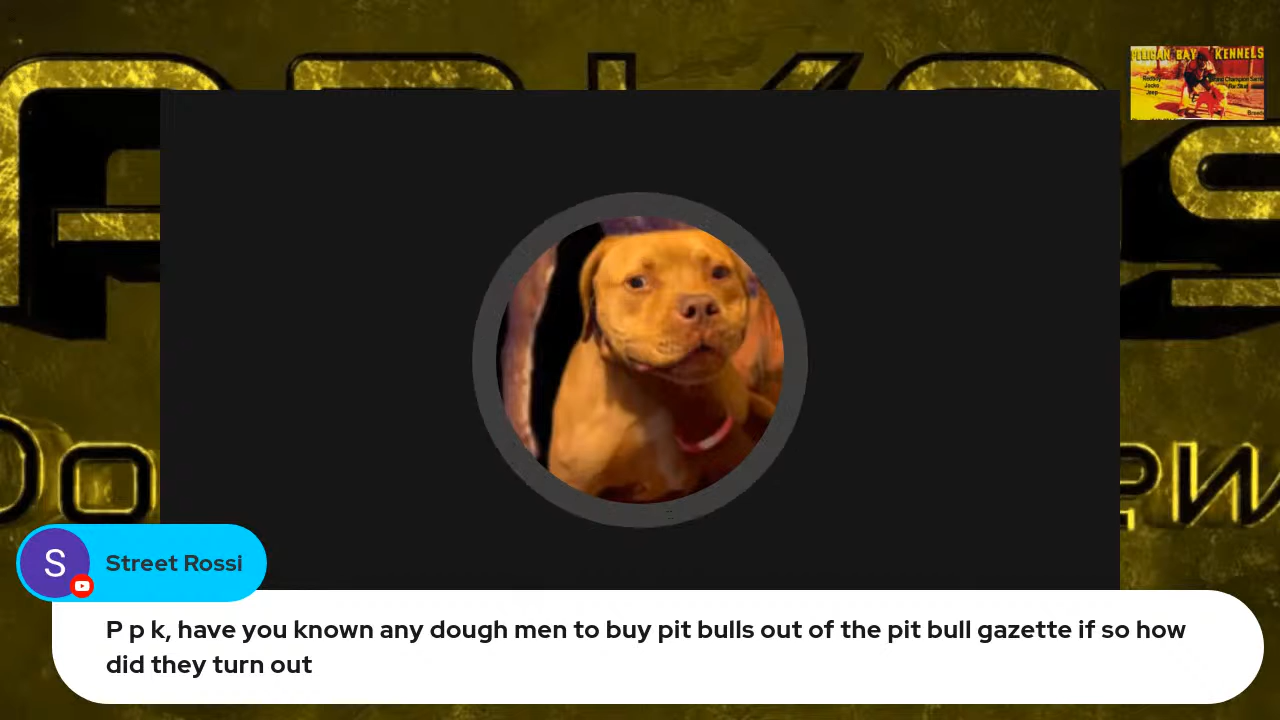 KENNELS
S
Street Rossi
P p k, have you known any dough men to buy pit bulls out of the pit bull gazette if so how
did they turn out